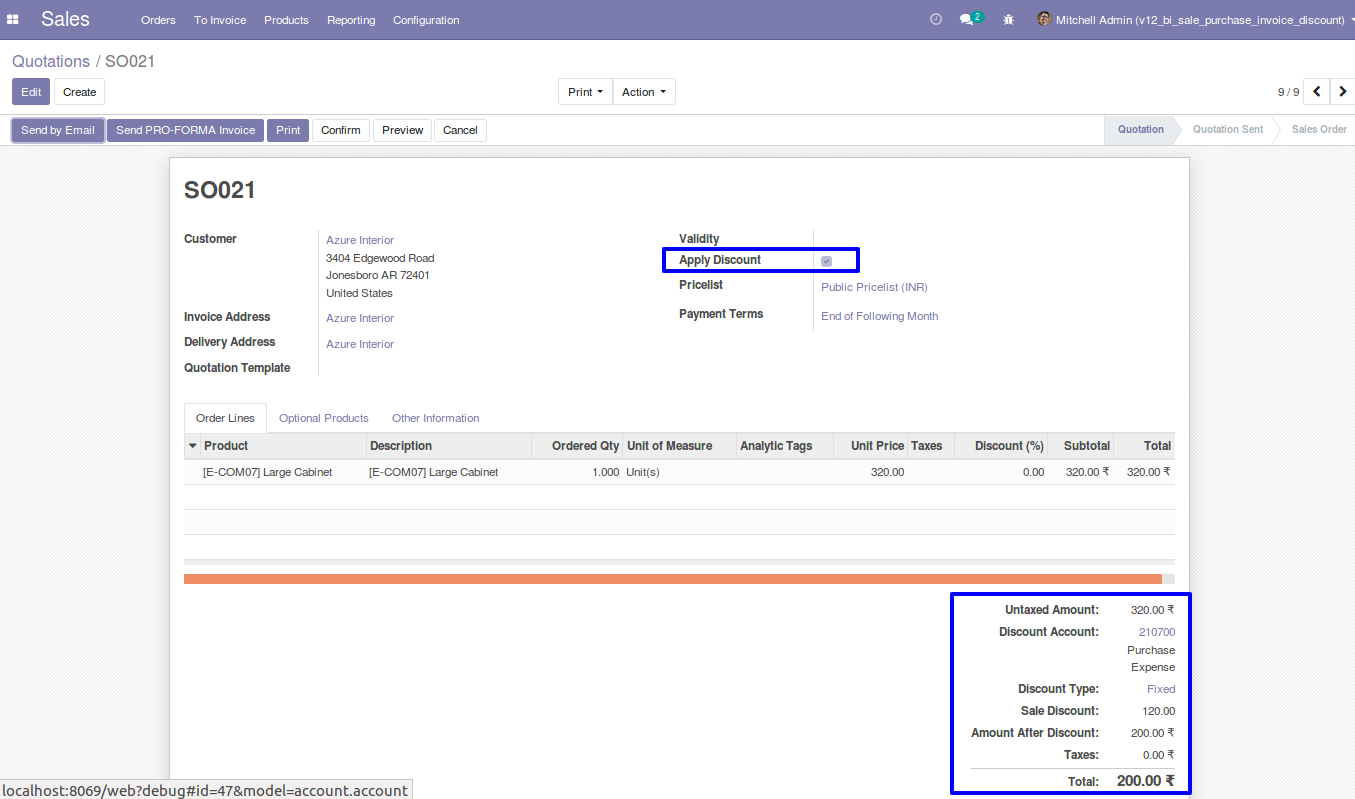 Sales Orders To Invoice Products Reporting Configuration 2 Mitchell Admin (v12_bi_sale_purchase_invoice_discount)
Quotations / SO021
Edit Create Print Action 9 / 9
Send by Email Send PRO-FORMA Invoice Print Confirm Preview Cancel Quotation Quotation Sent Sales Order
SO021
Customer Azure Interior
3404 Edgewood Road
Jonesboro AR 72401
United States
Invoice Address Azure Interior
Delivery Address Azure Interior
Quotation Template
Validity
Apply Discount
Pricelist Public Pricelist (INR)
Payment Terms End of Following Month
Order Lines Optional Products Other Information
Product Description Ordered Qty Unit of Measure Analytic Tags Unit Price Taxes Discount (%) Subtotal Total
[E-COM07] Large Cabinet [E-COM07] Large Cabinet 1.000 Unit(s) 320.00 0.00 320.00 ₹ 320.00 ₹
Untaxed Amount: 320.00 ₹
Discount Account: 210700
Purchase
Expense
Discount Type: Fixed
Sale Discount: 120.00
Amount After Discount: 200.00 ₹
Taxes: 0.00 ₹
Total: 200.00 ₹
localhost:8069/web?debug#id=47&model=account.account